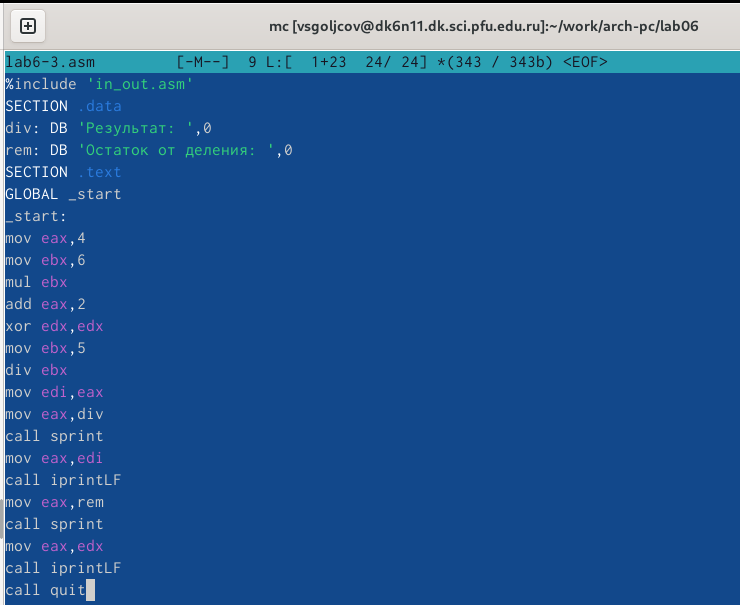 mc [vsgoljcov@dk6n11.dk.sci.pfu.edu.ru]:~/work/arch-pc/lab06
lab6-3.asm [-M--] 9 L:[ 1+23 24/ 24] *(343 / 343b) <EOF>
%include 'in_out.asm'
SECTION .data
div: DB 'Результат: ',0
rem: DB 'Остаток от деления: ',0
SECTION .text
GLOBAL _start
_start:
mov eax,4
mov ebx,6
mul ebx
add eax,2
xor edx,edx
mov ebx,5
div ebx
mov edi,eax
mov eax,div
call sprint
mov eax,edi
call iprintLF
mov eax,rem
call sprint
mov eax,edx
call iprintLF
call quit